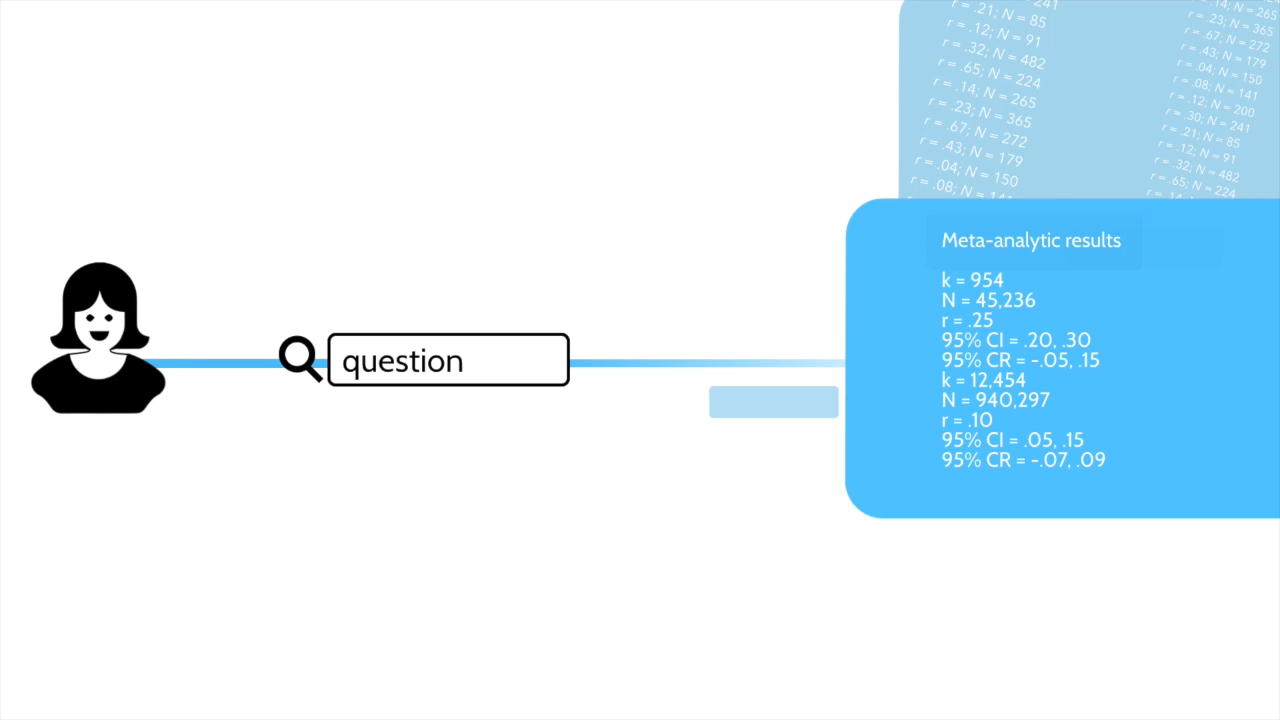 241
r = .21; N = 85
r = .12; N = 91
r = .32; N = 482
r = .65; N = 224
r = .14; N = 265
r = .23; N = 365
r = .67; N = 272
r = .43; N = 179
r = .04; N = 150
r = .08; N = 141
.14; N = 265
r = .23; N = 365
r = .67; N = 272
r = .43; N = 179
r = .04; N = 150
r = .08; N = 141
r = .12; N = 200
r = .30; N = 241
r = .21; N = 85
r = .12; N = 91
r = .32; N = 482
r = .65; N = 224
question
Meta-analytic results
k = 954
N = 45,236
r = .25
95% CI = .20, .30
95% CR = -.05, .15
k = 12,454
N = 940,297
r = .10
95% CI = .05, .15
95% CR = -.07, .09